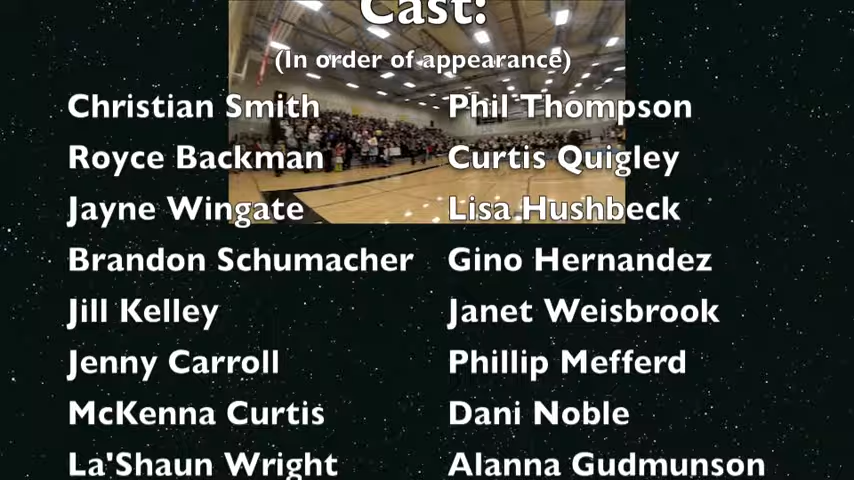 Cast:
(In order of appearance)
Christian Smith Phil Thompson
Royce Backman Curtis Quigley
Jayne Wingate Lisa Hushbeck
Brandon Schumacher Gino Hernandez
Jill Kelley Janet Weisbrook
Jenny Carroll Phillip Mefferd
McKenna Curtis Dani Noble
La'Shaun Wright Alanna Gudmunson